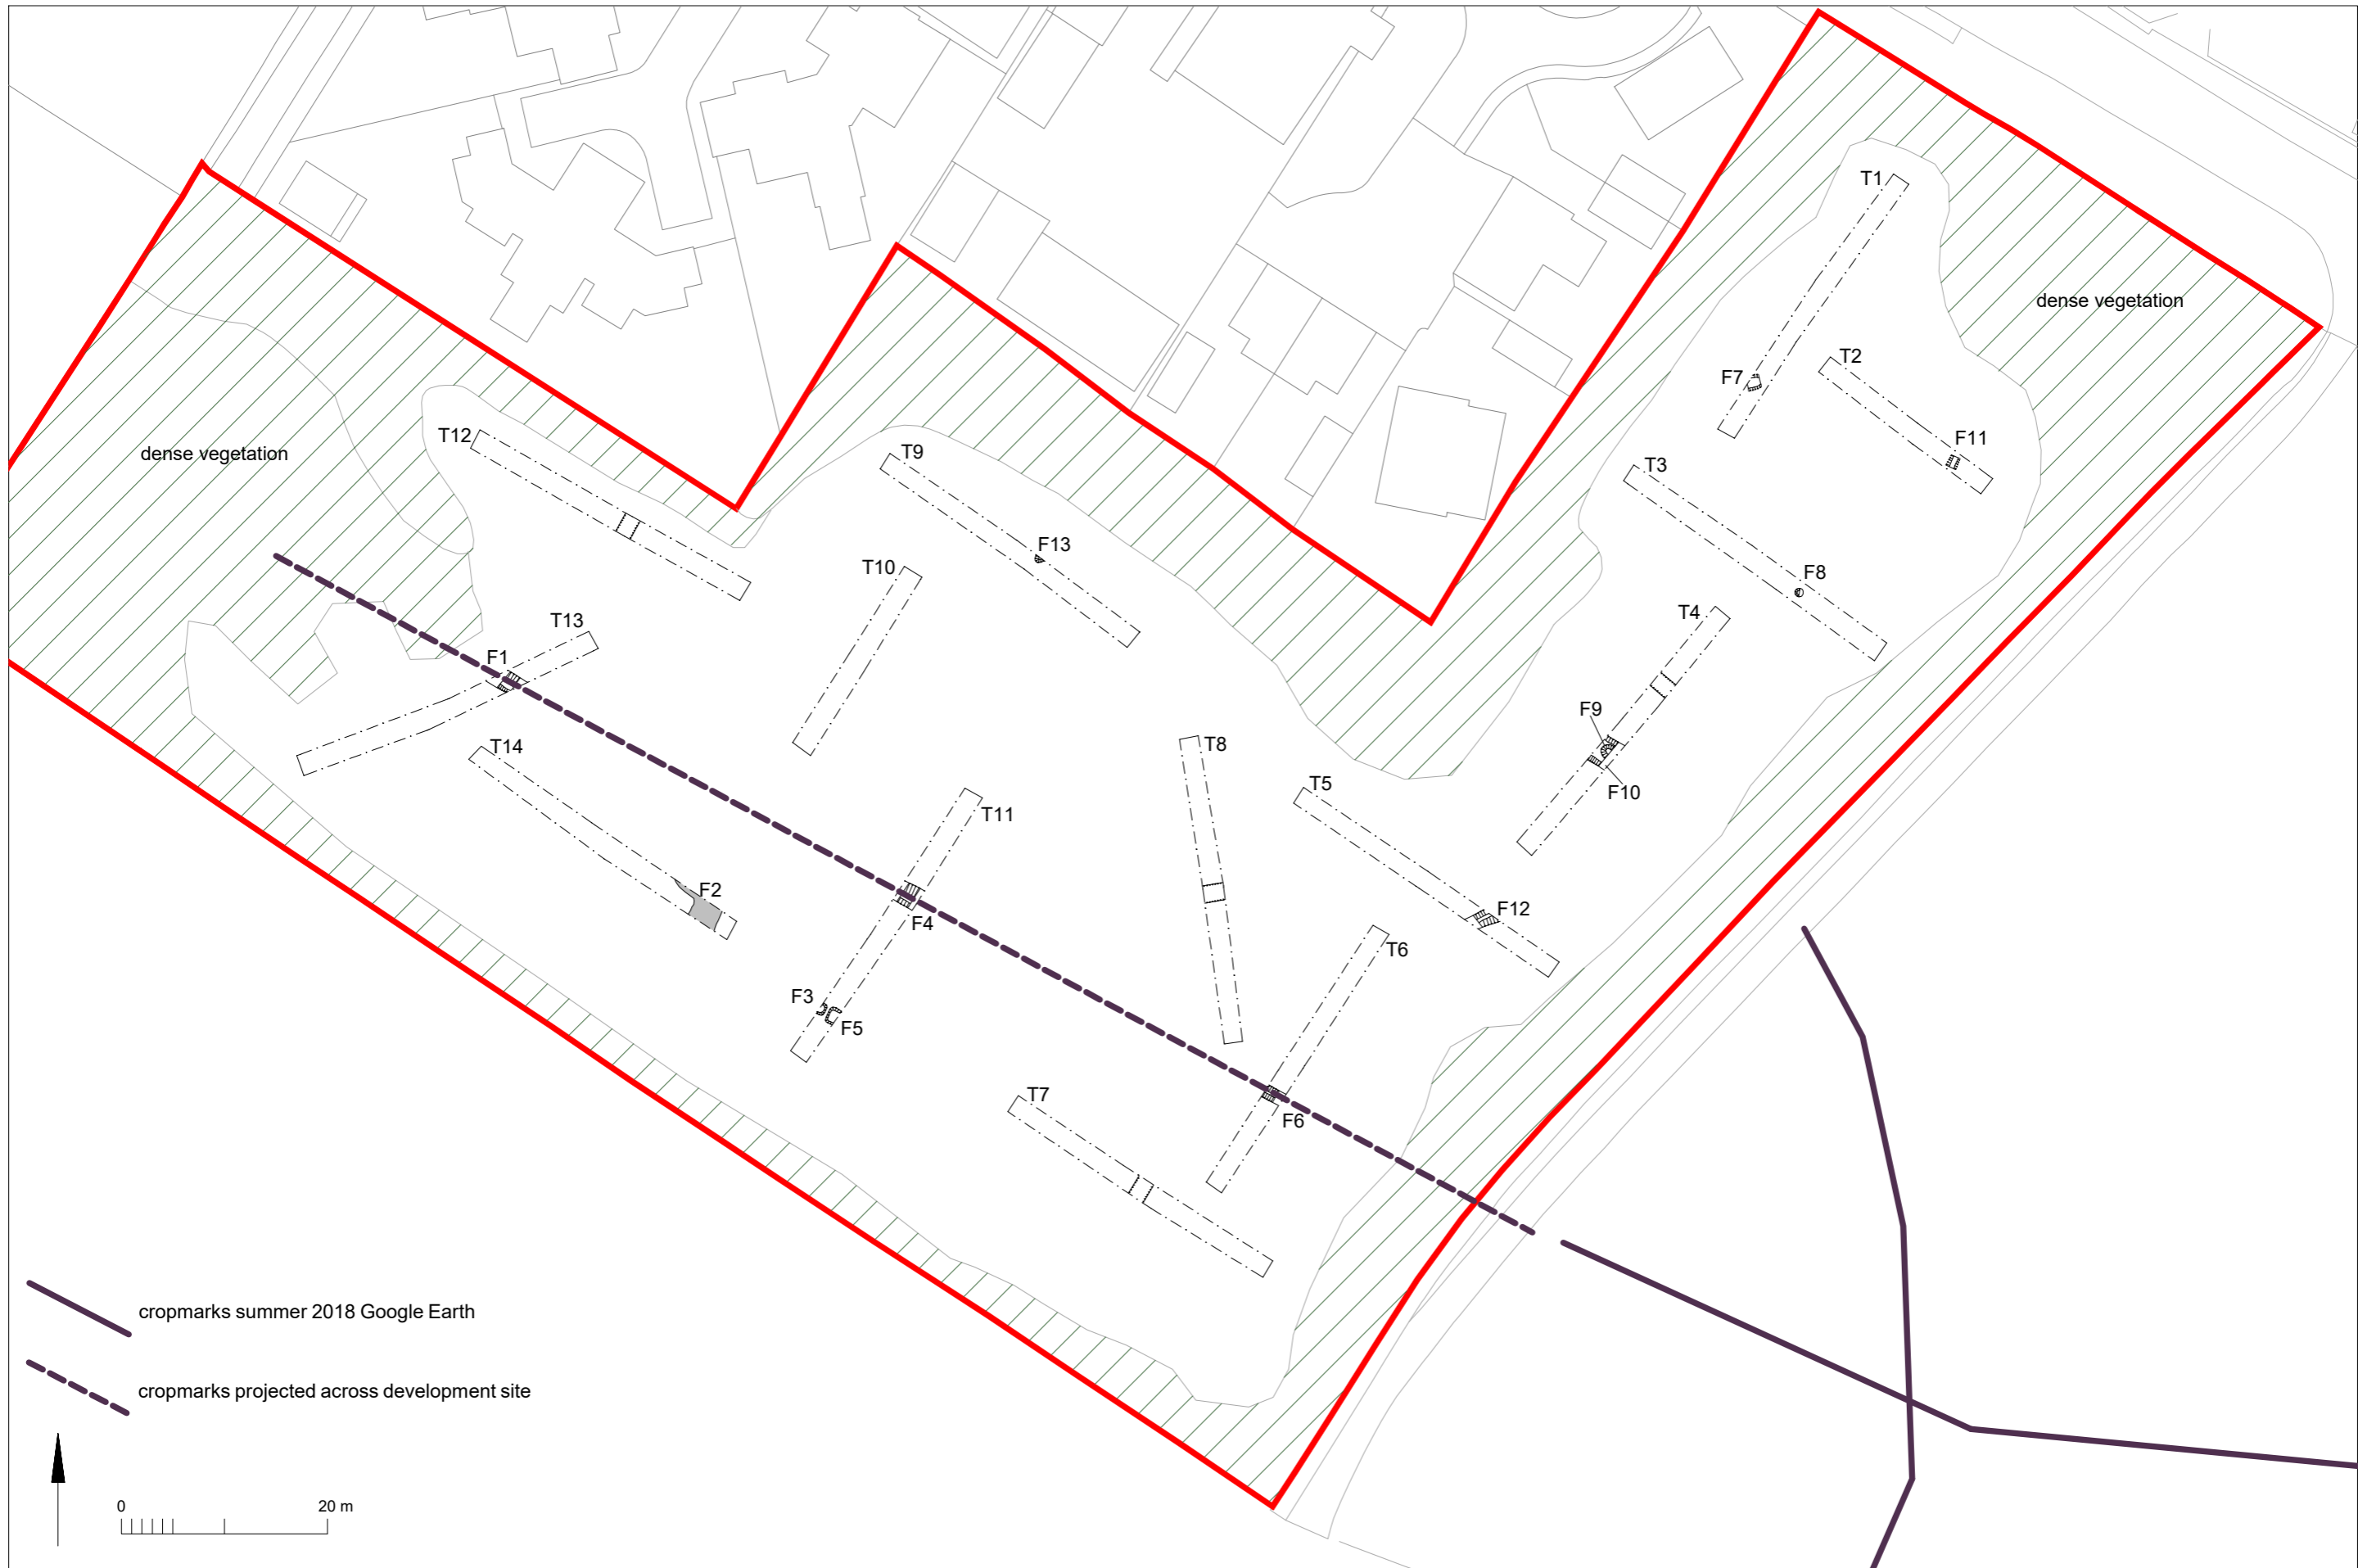 T1
dense vegetation
T2
F7
T12
F11
T9
dense vegetation
T3
F13
T10
F8
T4
T13
F1
F9
T14
T8
T5
F10
T11
F2
F12
F4
T6
F3
F5
T7
F6
cropmarks summer 2018 Google Earth
cropmarks projected across development site
0 20 m